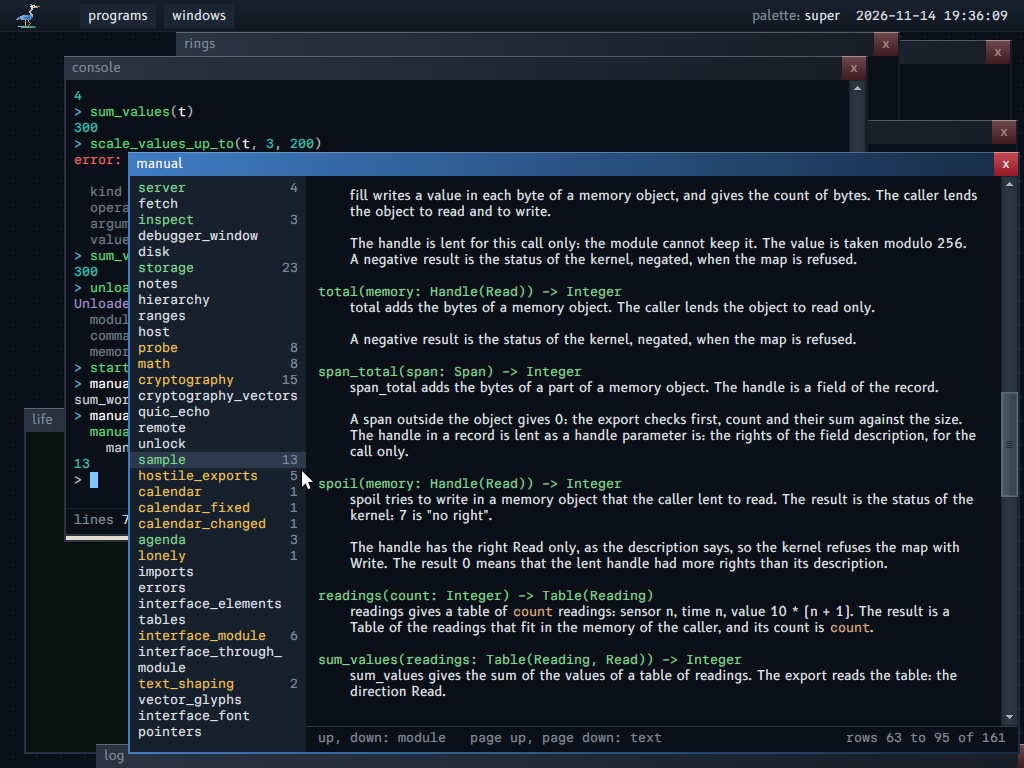 programs windows palette: super 2026-11-14 19:36:09
rings x
x
console x
x
4
> sum_values(t)
300
> scale_values_up_to(t, 3, 200)
error:
kind
opera
argum
value
> sum_v
300
> unloa
Unloade
modul
comma
memor
> start
> manua
sum_wor
> manua
manua
man
13
>
lines 7
life
log
manual x
server 4
fetch
inspect 3
debugger_window
disk
storage 23
notes
hierarchy
ranges
host
probe 8
math 8
cryptography 15
cryptography_vectors
quic_echo
remote
unlock
sample 13
hostile_exports 5
calendar 1
calendar_fixed 1
calendar_changed 1
agenda 3
lonely 1
imports
errors
interface_elements
tables
interface_module 6
interface_through_
module
text_shaping 2
vector_glyphs
interface_font
pointers
fill writes a value in each byte of a memory object, and gives the count of bytes. The caller lends
the object to read and to write.
The handle is lent for this call only: the module cannot keep it. The value is taken modulo 256.
A negative result is the status of the kernel, negated, when the map is refused.
total(memory: Handle(Read)) -> Integer
total adds the bytes of a memory object. The caller lends the object to read only.
A negative result is the status of the kernel, negated, when the map is refused.
span_total(span: Span) -> Integer
span_total adds the bytes of a part of a memory object. The handle is a field of the record.
A span outside the object gives 0: the export checks first, count and their sum against the size.
The handle in a record is lent as a handle parameter is: the rights of the field description, for the
call only.
spoil(memory: Handle(Read)) -> Integer
spoil tries to write in a memory object that the caller lent to read. The result is the status of the
kernel: 7 is "no right".
The handle has the right Read only, as the description says, so the kernel refuses the map with
Write. The result 0 means that the lent handle had more rights than its description.
readings(count: Integer) -> Table(Reading)
readings gives a table of count readings: sensor n, time n, value 10 * [n + 1]. The result is a
Table of the readings that fit in the memory of the caller, and its count is count.
sum_values(readings: Table(Reading, Read)) -> Integer
sum_values gives the sum of the values of a table of readings. The export reads the table: the
direction Read.
up, down: module page up, page down: text rows 63 to 95 of 161